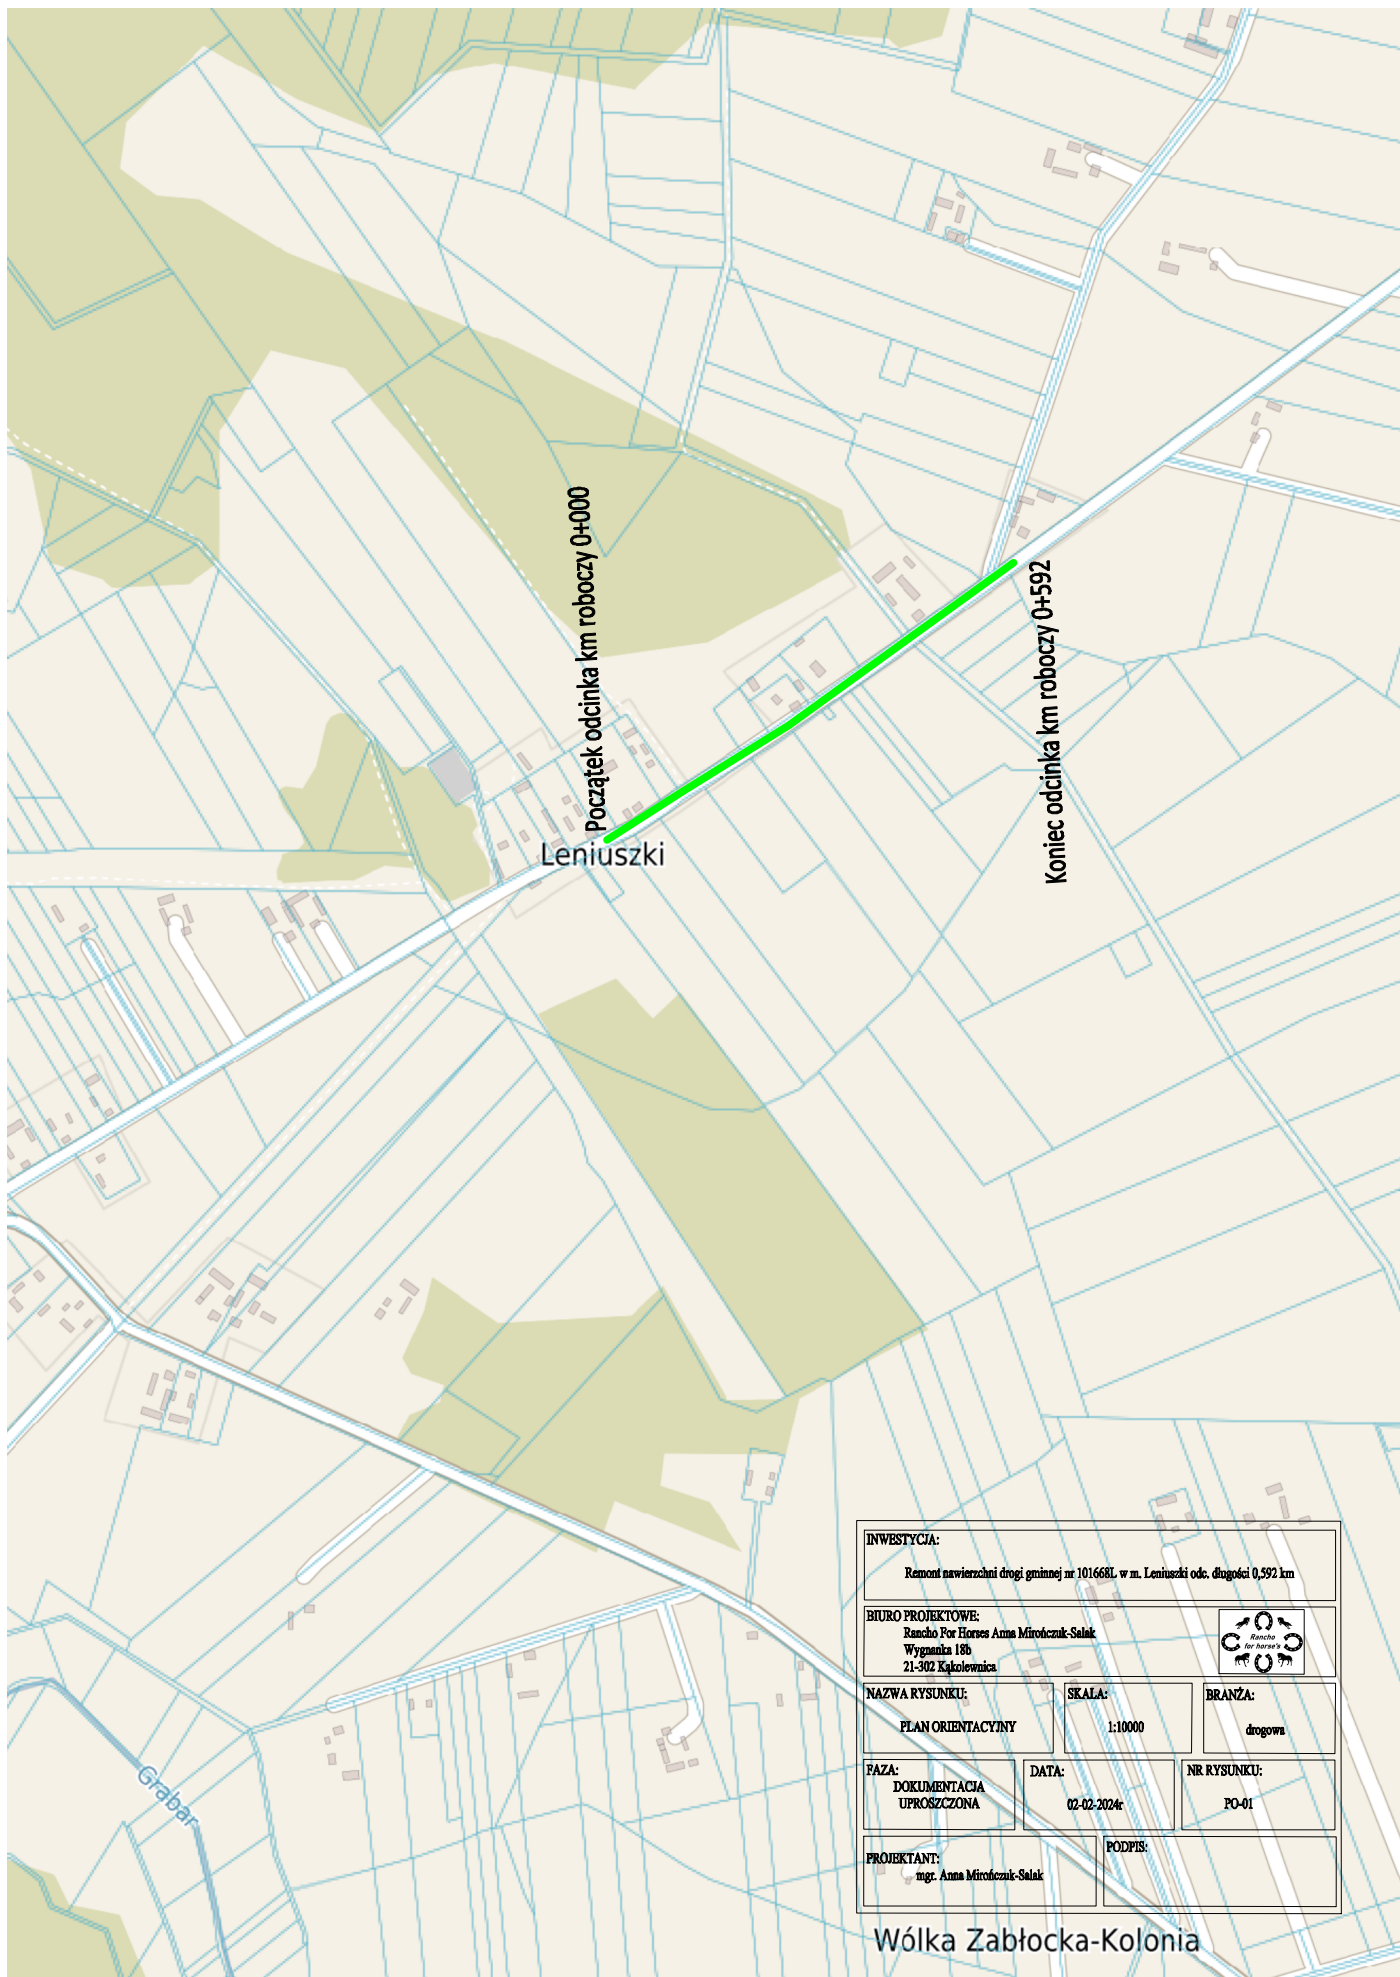 Początek odcinka km roboczy 0+000
Koniec odcinka km roboczy 0+592
Leniuszki
Grabar
INWESTYCJA:
Remont nawierzchni drogi gminnej nr 101668L w m. Leniuszki odc. długości 0,592 km
BIURO PROJEKTOWE:
Rancho For Horses Anna Mirończuk-Salak
Wygnanka 18b
21-302 Kąkolewnica
Rancho
for horse's
NAZWA RYSUNKU:
PLAN ORIENTACYJNY
SKALA:
1:10000
BRANŻA:
drogowa
FAZA:
DOKUMENTACJA
UPROSZCZONA
DATA:
02-02-2024r
NR RYSUNKU:
PO-01
PROJEKTANT:
mgr. Anna Mirończuk-Salak
PODPIS:
Wólka Zabłocka-Kolonia